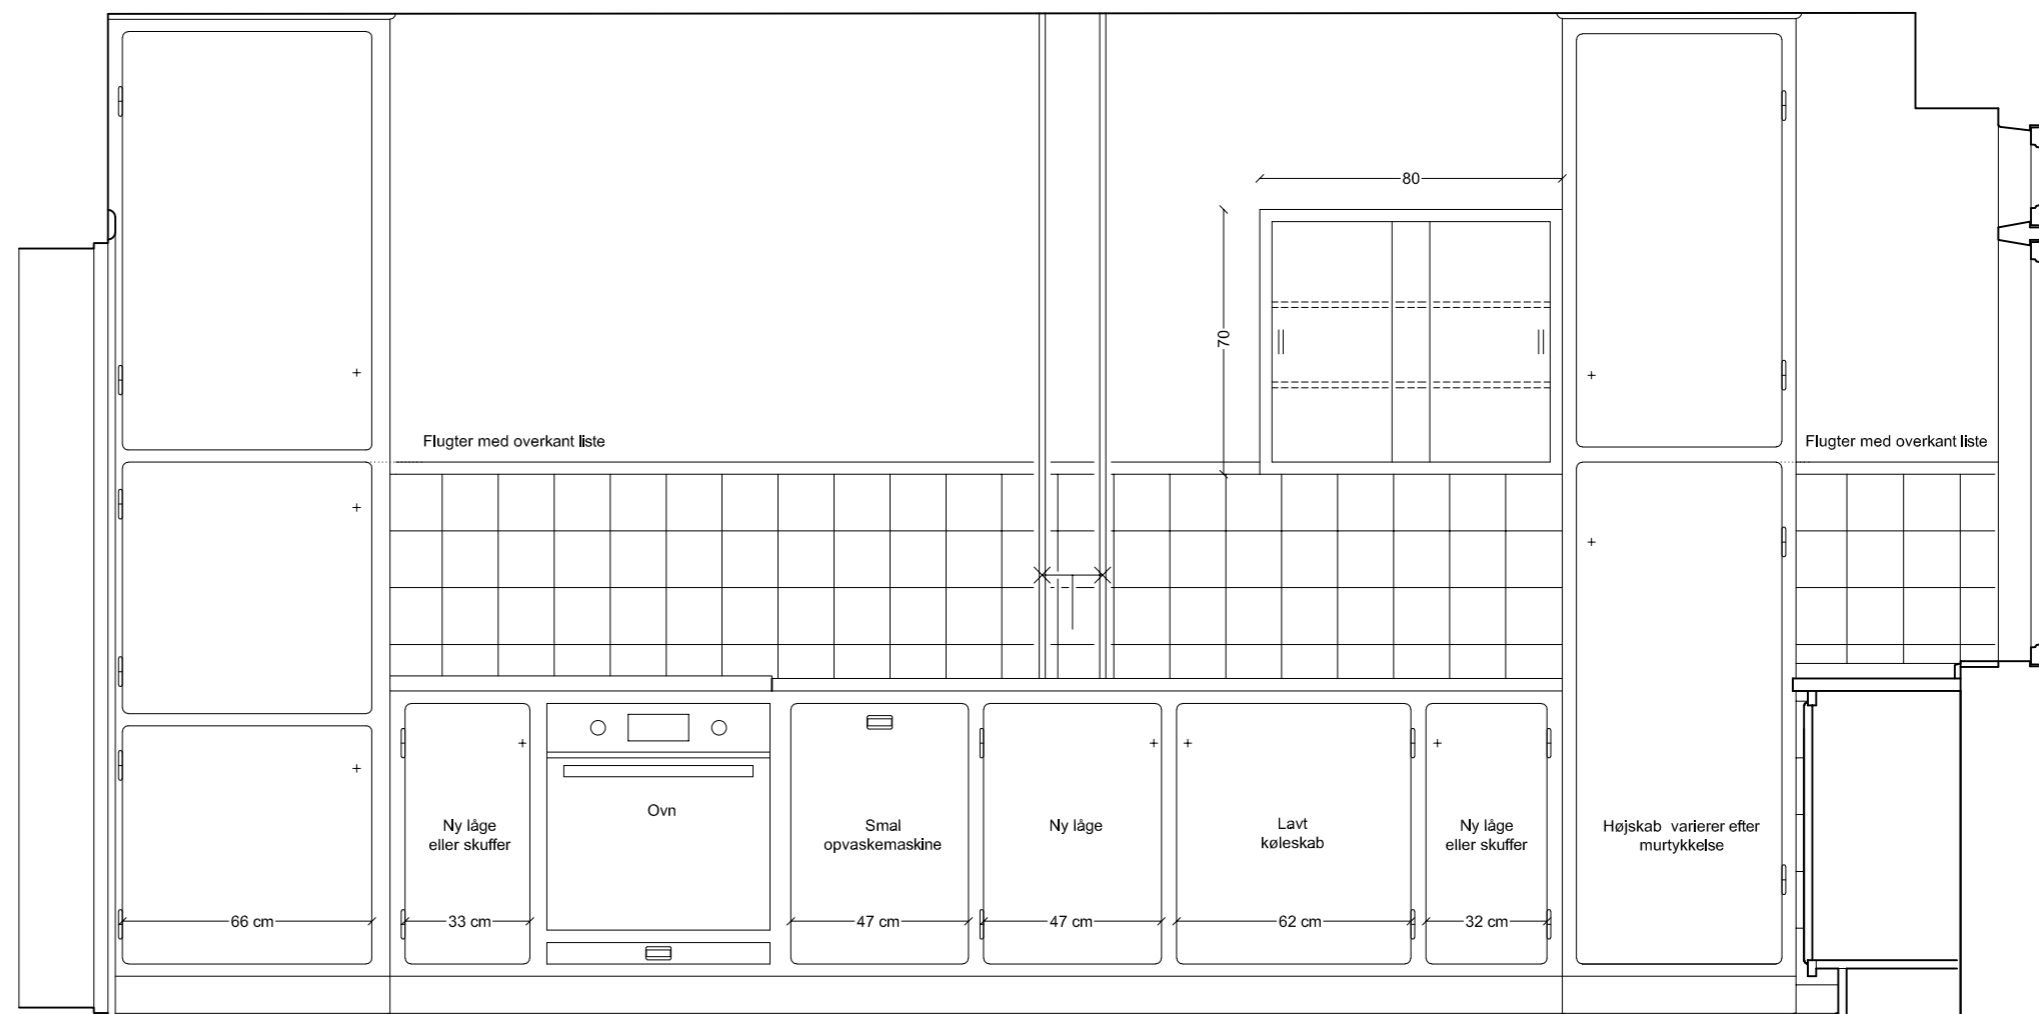 80
70
Flugter med overkant liste
Flugter med overkant liste
Ovn
Ny låge
eller skuffer
Smal
opvaskemaskine
Ny låge
Lavt
køleskab
Ny låge
eller skuffer
Højskab varierer efter
murtykkelse
66 cm
33 cm
47 cm
47 cm
62 cm
32 cm